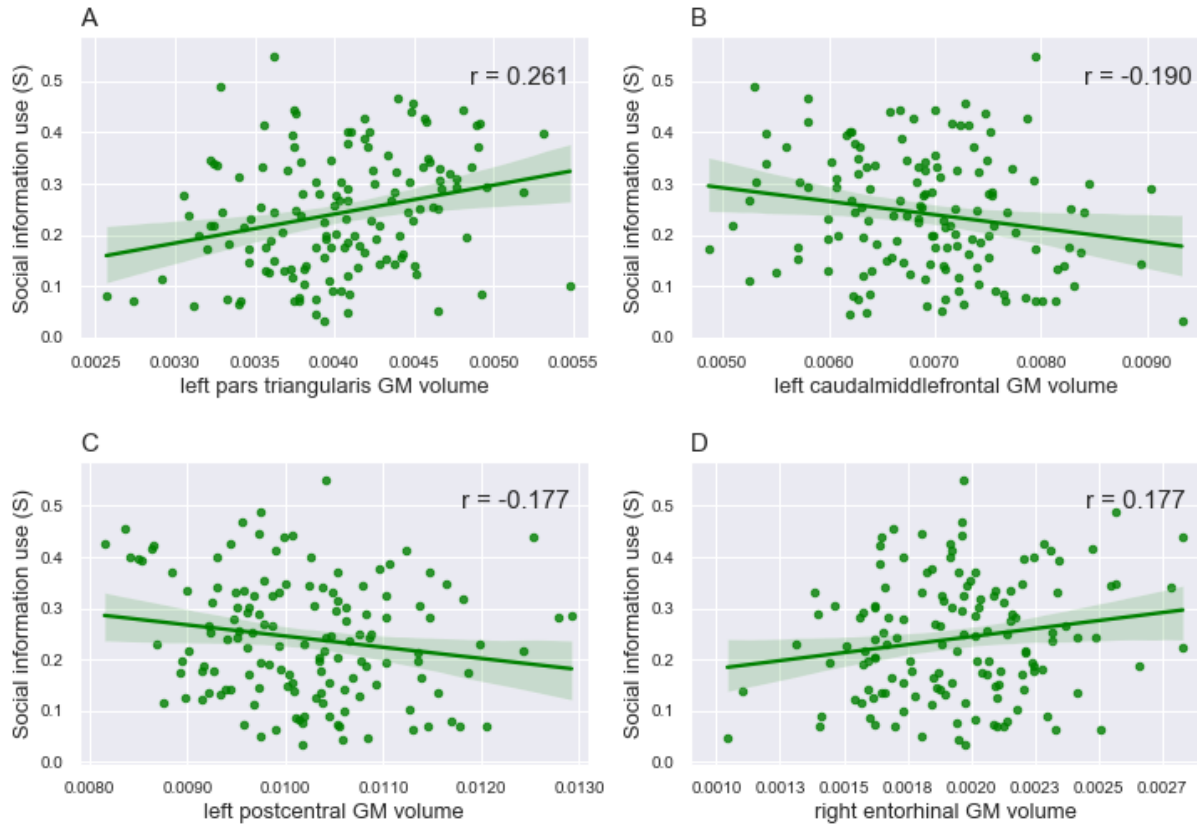 A
r = 0.261
Social information use (S)
0.5
0.4
0.3
0.2
0.1
0.0
0.0025 0.0030 0.0035 0.0040 0.0045 0.0050 0.0055
left pars triangularis GM volume
B
r = -0.190
Social information use (S)
0.5
0.4
0.3
0.2
0.1
0.0
0.0050 0.0060 0.0070 0.0080 0.0090
left caudalmiddlefrontal GM volume
C
r = -0.177
Social information use (S)
0.5
0.4
0.3
0.2
0.1
0.0
0.0080 0.0090 0.0100 0.0110 0.0120 0.0130
left postcentral GM volume
D
r = 0.177
Social information use (S)
0.5
0.4
0.3
0.2
0.1
0.0
0.0010 0.0013 0.0015 0.0018 0.0020 0.0023 0.0025 0.0027
right entorhinal GM volume